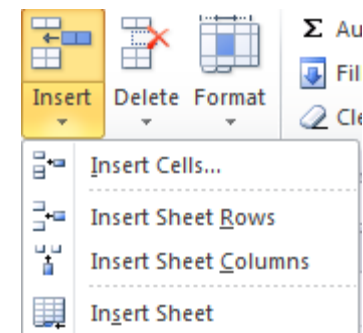 Σ Au
Fil
Insert Delete Format
Cle
Insert Cells...
Insert Sheet Rows
Insert Sheet Columns
Insert Sheet